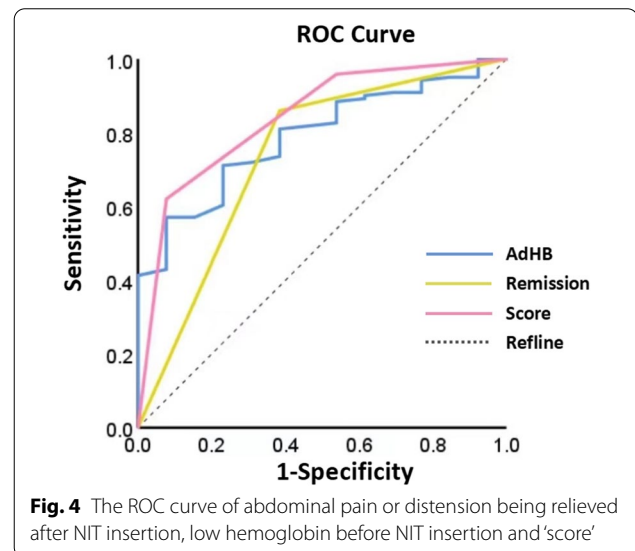 ROC Curve
1.0
0.8
0.6
0.4
0.2
0.0
Sensitivity
AdHB
Remission
Score
Refline
0.0 0.2 0.4 0.6 0.8 1.0
1-Specificity
Fig. 4 The ROC curve of abdominal pain or distension being relieved
after NIT insertion, low hemoglobin before NIT insertion and ‘score’